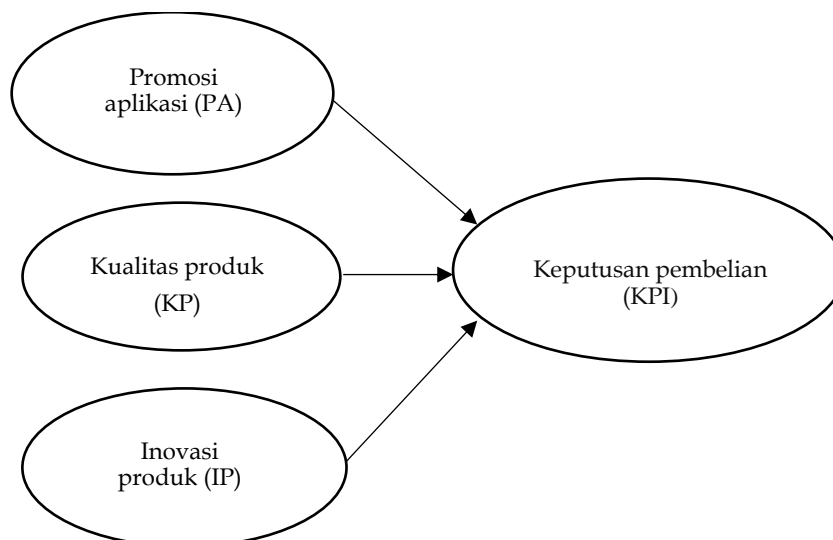 Promosi
aplikasi (PA)
Kualitas produk
(KP)
Keputusan pembelian
(KPI)
Inovasi
produk (IP)